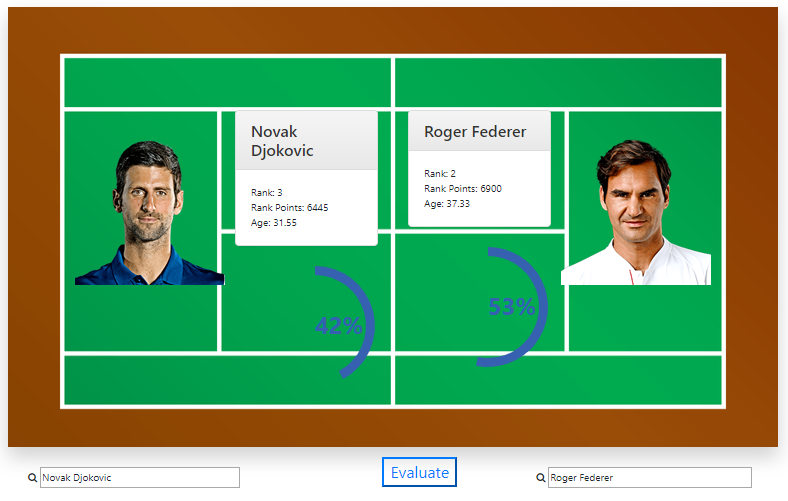 Novak
Djokovic
Rank: 3
Rank Points: 6445
Age: 31.55
42%
Roger Federer
Rank: 2
Rank Points: 6900
Age: 37.33
53%
Novak Djokovic
Evaluate
Roger Federer